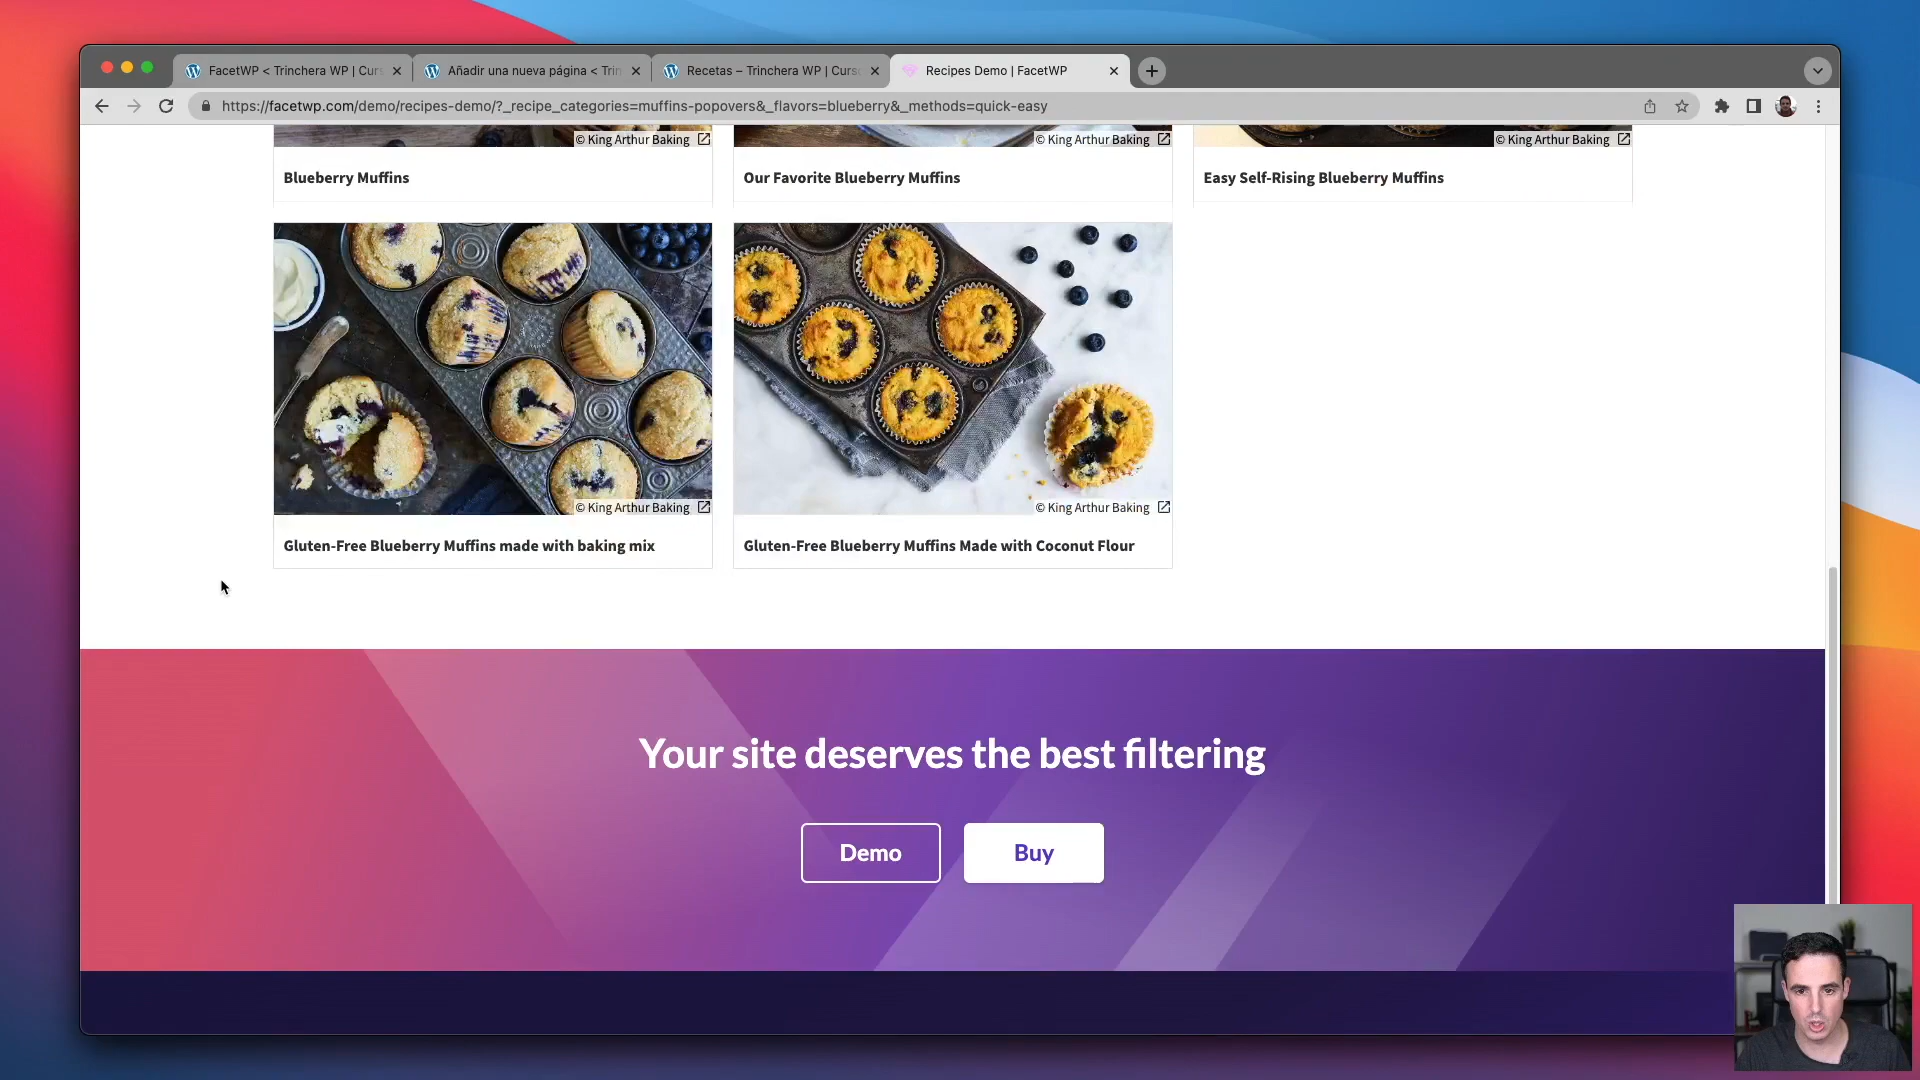 FacetWP < Trinchera WP | Curs
Añadir una nueva página < Trin
Recetas – Trinchera WP | Curso
Recipes Demo | FacetWP
https://facetwp.com/demo/recipes-demo/?_recipe_categories=muffins-popovers&_flavors=blueberry&_methods=quick-easy
© King Arthur Baking
© King Arthur Baking
© King Arthur Baking
Blueberry Muffins
Our Favorite Blueberry Muffins
Easy Self-Rising Blueberry Muffins
© King Arthur Baking
© King Arthur Baking
Gluten-Free Blueberry Muffins made with baking mix
Gluten-Free Blueberry Muffins Made with Coconut Flour
Your site deserves the best filtering
Demo
Buy